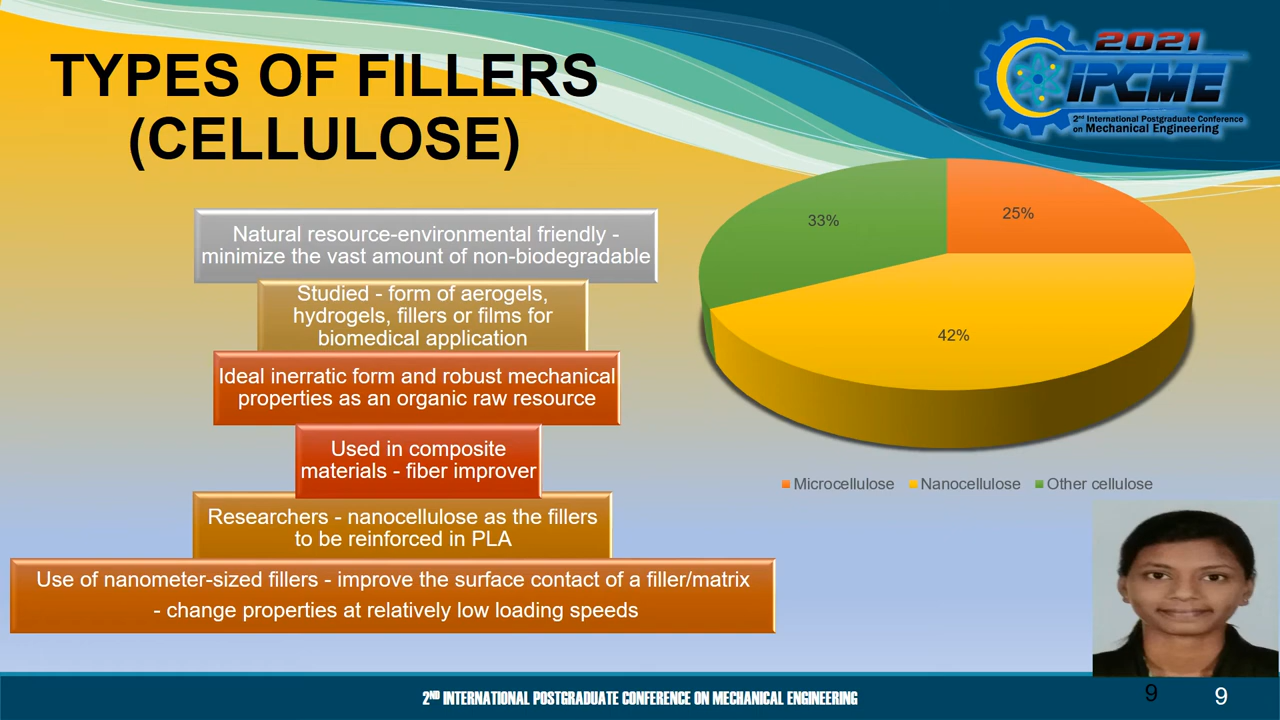 TYPES OF FILLERS
(CELLULOSE)
2021
IPCME
2nd International Postgraduate Conference
on Mechanical Engineering
Natural resource-environmental friendly -
minimize the vast amount of non-biodegradable
Studied - form of aerogels,
hydrogels, fillers or films for
biomedical application
Ideal inerratic form and robust mechanical
properties as an organic raw resource
Used in composite
materials - fiber improver
Researchers - nanocellulose as the fillers
to be reinforced in PLA
Use of nanometer-sized fillers - improve the surface contact of a filler/matrix
- change properties at relatively low loading speeds
33%
25%
42%
Microcellulose
Nanocellulose
Other cellulose
2ND INTERNATIONAL POSTGRADUATE CONFERENCE ON MECHANICAL ENGINEERING
9
9